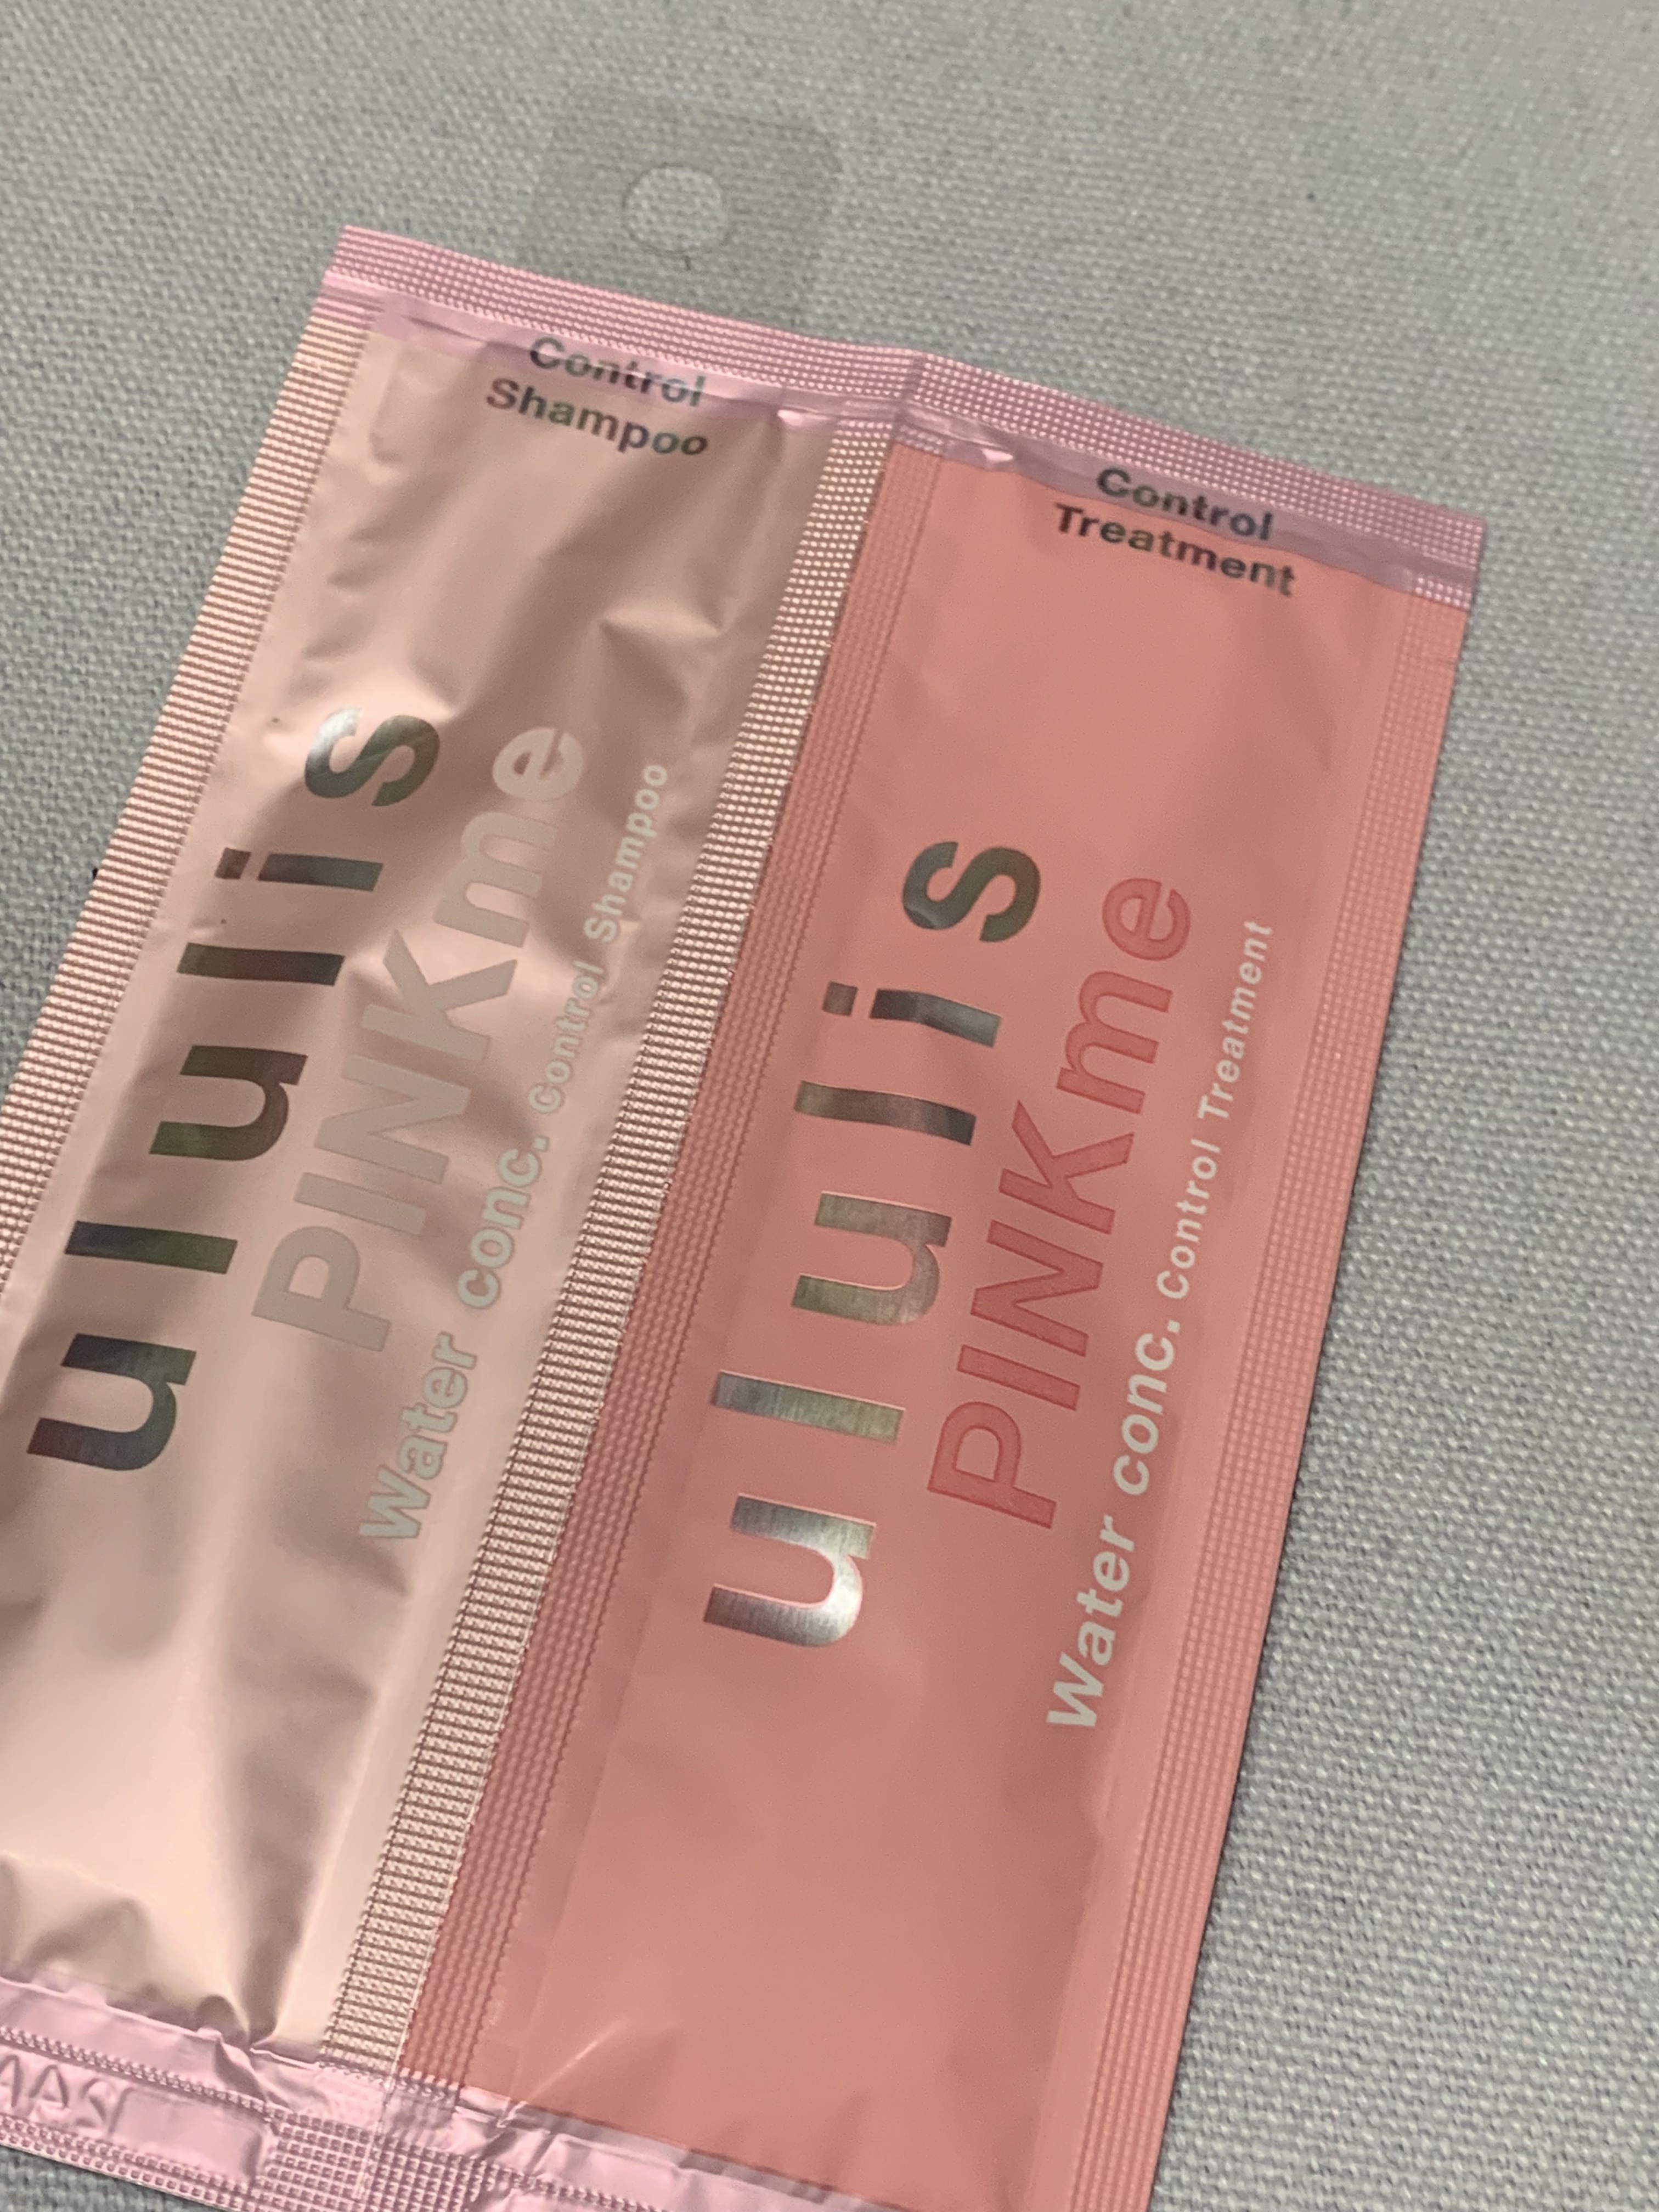 Control
Shampoo
ululis
PINKme
Water conc. Control Shampoo
Control
Treatment
ululis
PINKme
Water conc. Control Treatment